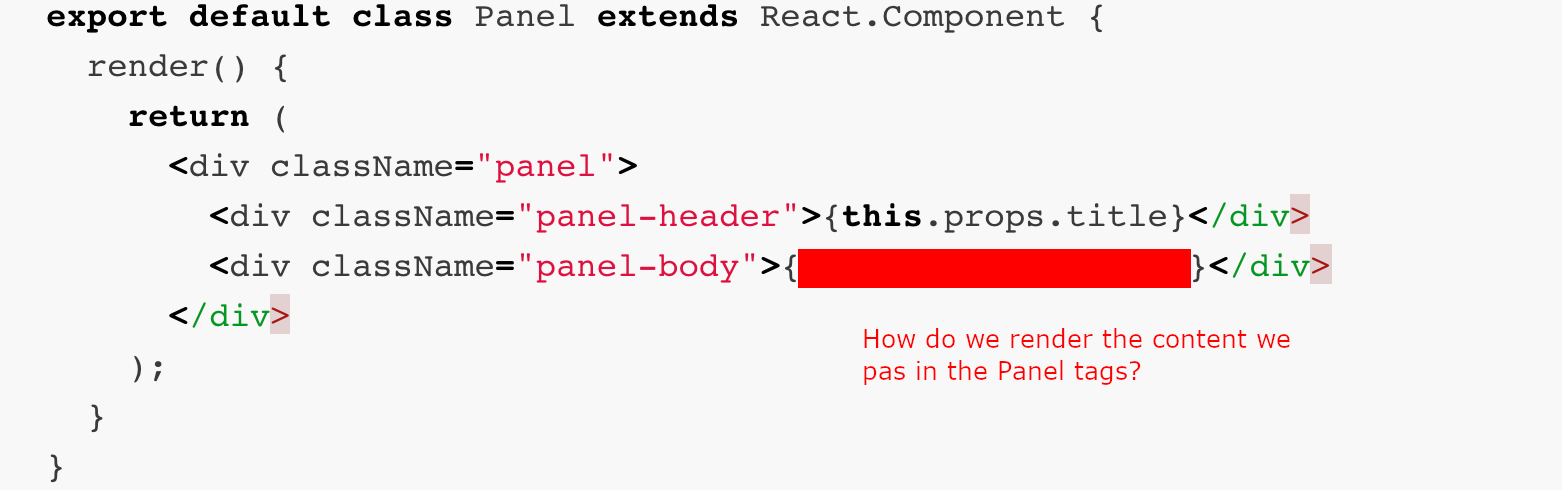 export default class Panel extends React.Component {
render() {
return (
<div className="panel">
<div className="panel-header">{this.props.title}</div>
<div className="panel-body">{}</div>
</div>
How do we render the content we
pas in the Panel tags?
);
}
}